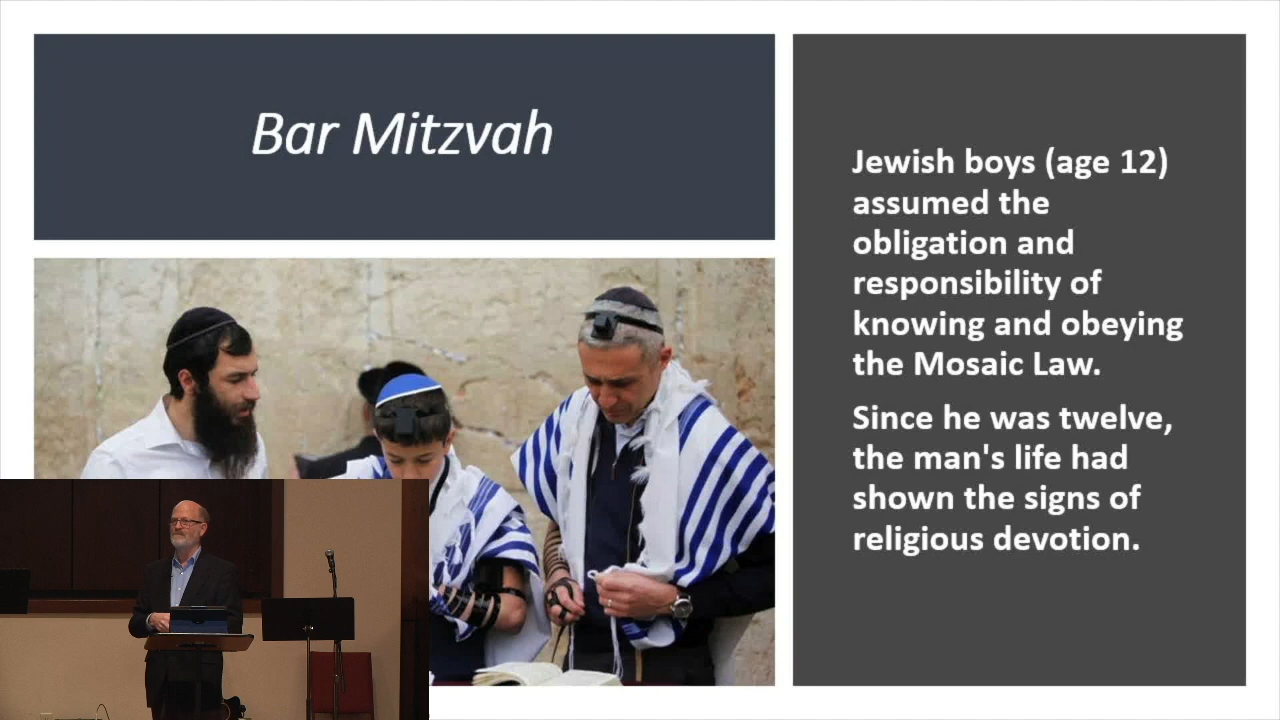 Bar Mitzvah
Jewish boys (age 12)
assumed the
obligation and
responsibility of
knowing and obeying
the Mosaic Law.
Since he was twelve,
the man's life had
shown the signs of
religious devotion.